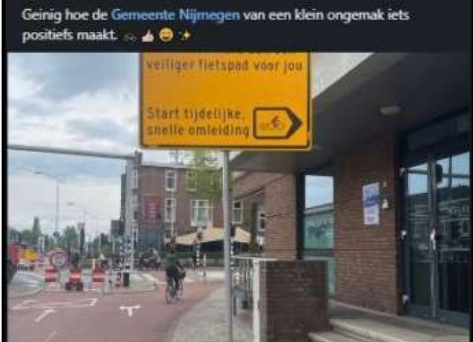 Geinig hoe de Gemeente Nijmegen van een klein ongemak iets
positiefs maakt. 🚲 👍 😄 ✨
veiliger fietspad voor jou
Start tijdelijke,
snelle omleiding